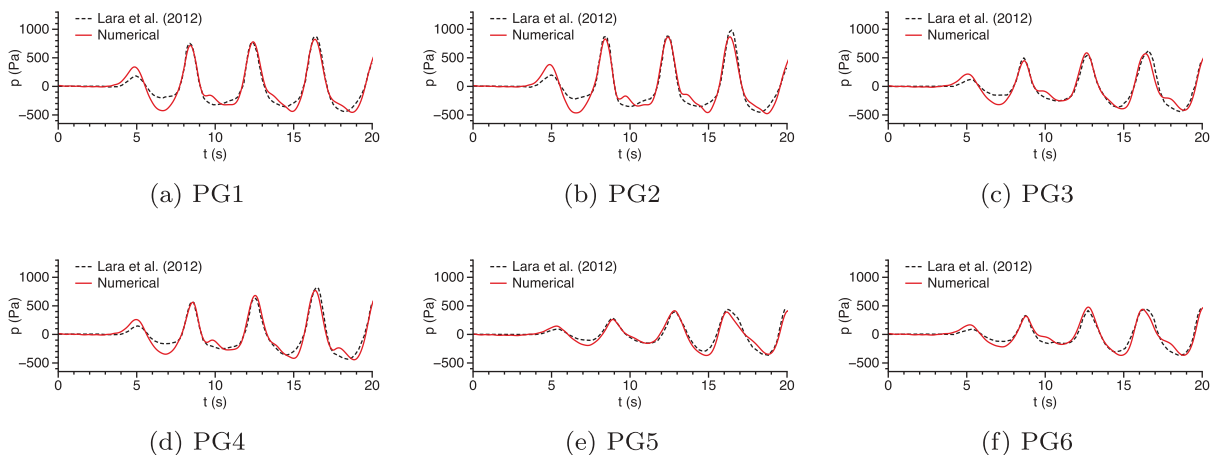 Lara et al. (2012)
Numerical
p (Pa)
1000
500
0
−500
0 5 10 15 20
t (s)
(a) PG1
Lara et al. (2012)
Numerical
p (Pa)
1000
500
0
−500
0 5 10 15 20
t (s)
(b) PG2
Lara et al. (2012)
Numerical
p (Pa)
1000
500
0
−500
0 5 10 15 20
t (s)
(c) PG3
Lara et al. (2012)
Numerical
p (Pa)
1000
500
0
−500
0 5 10 15 20
t (s)
(d) PG4
Lara et al. (2012)
Numerical
p (Pa)
1000
500
0
−500
0 5 10 15 20
t (s)
(e) PG5
Lara et al. (2012)
Numerical
p (Pa)
1000
500
0
−500
0 5 10 15 20
t (s)
(f) PG6